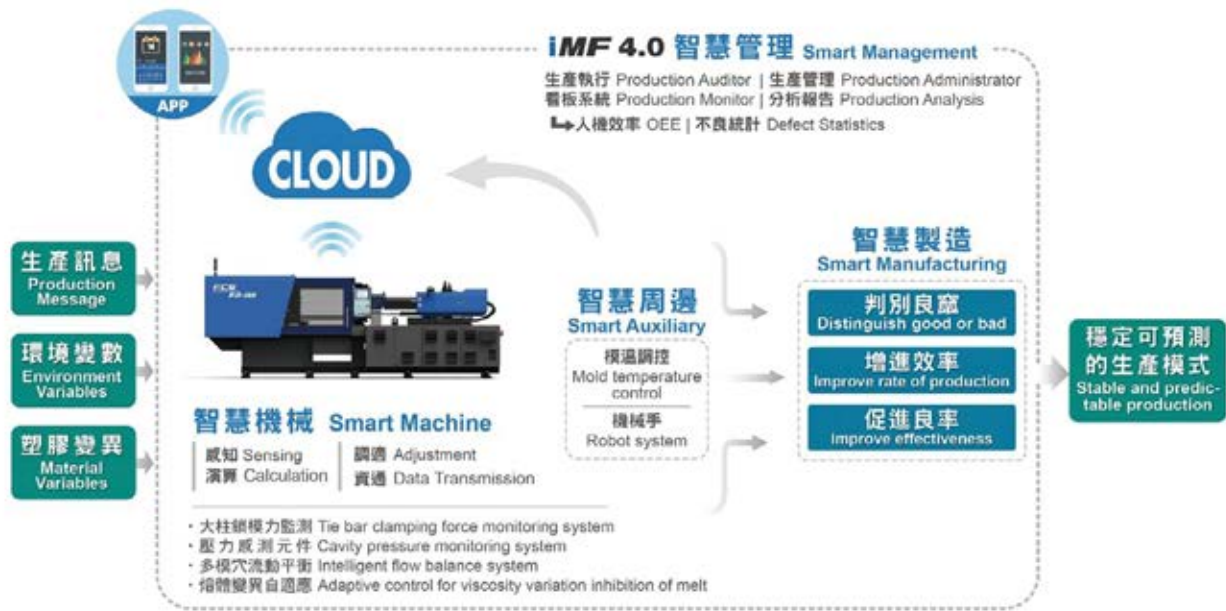 APP
iMF 4.0 智慧管理 Smart Management
生產執行 Production Auditor | 生產管理 Production Administrator
看板系統 Production Monitor | 分析報告 Production Analysis
人機效率 OEE | 不良統計 Defect Statistics
CLOUD
生產訊息
Production
Message
環境變數
Environment
Variables
塑膠變異
Material
Variables
智慧機械 Smart Machine
感知 Sensing
演算 Calculation
調適 Adjustment
資通 Data Transmission
・大柱鎖模力監測 Tie bar clamping force monitoring system
・壓力感測元件 Cavity pressure monitoring system
・多模穴流動平衡 Intelligent flow balance system
・熔體變異自適應 Adaptive control for viscosity variation inhibition of melt
智慧周邊
Smart Auxiliary
模溫調控
Mold temperature
control
機械手
Robot system
智慧製造
Smart Manufacturing
判別良窳
Distinguish good or bad
增進效率
Improve rate of production
促進良率
Improve effectiveness
穩定可預測
的生產模式
Stable and predic-
table production